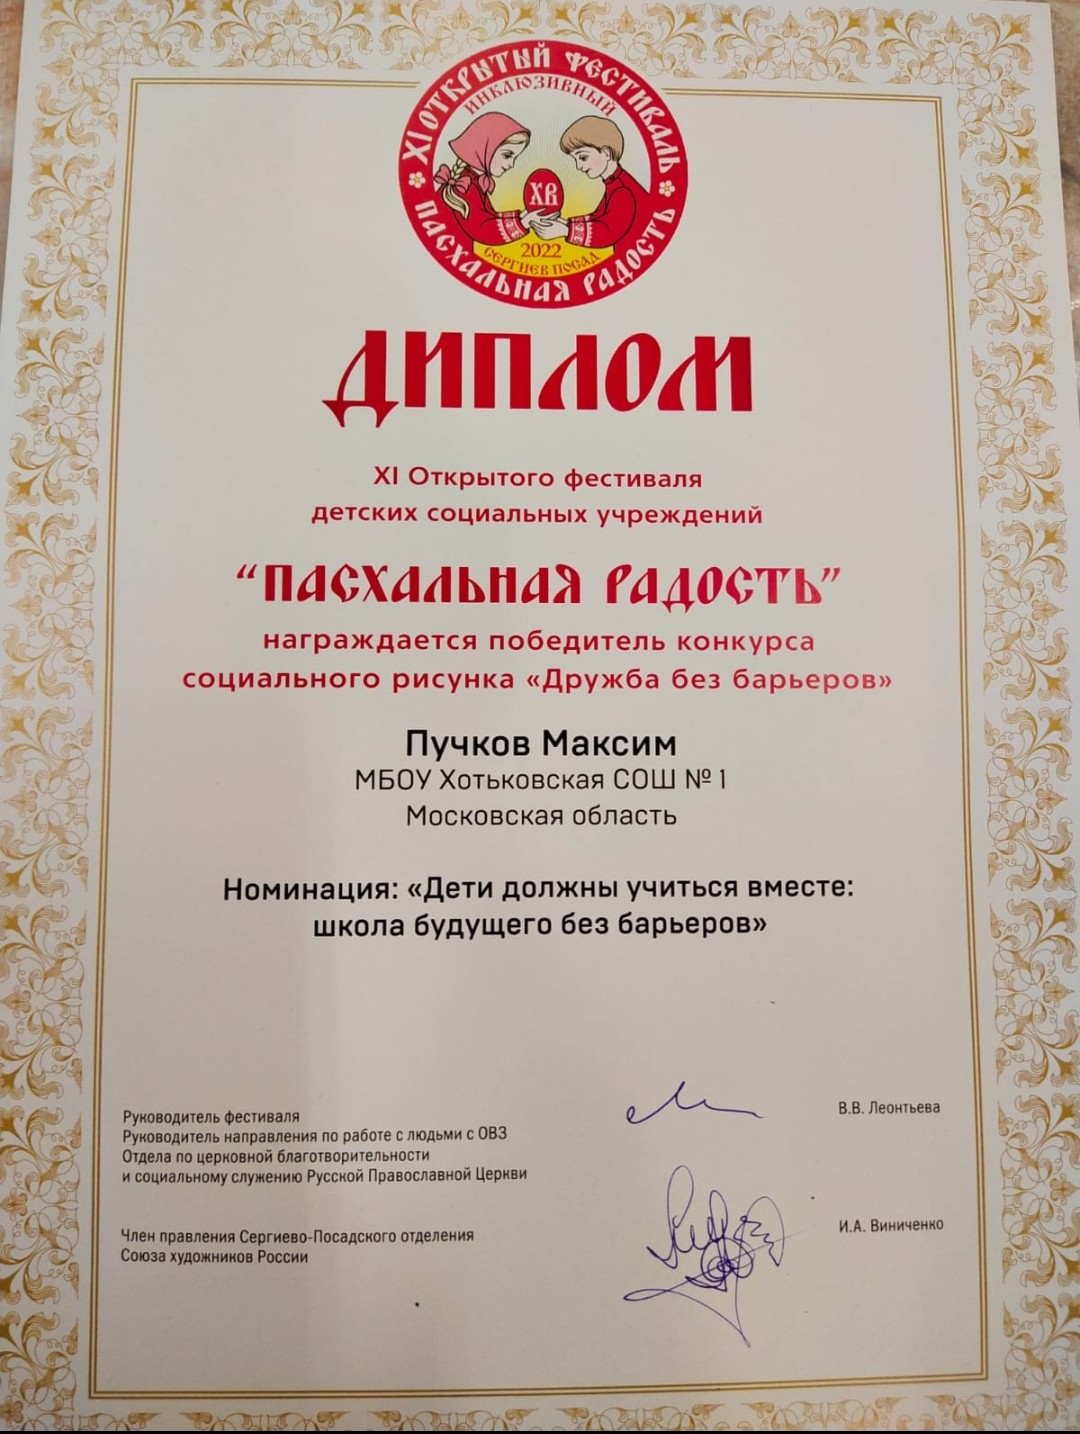 XI ОТКРЫТЫЙ ФЕСТИВАЛЬ
ИНКЛЮЗИВНЫЙ
ХВ
2022
СЕРГИЕВ ПОСАД
ПАСХАЛЬНАЯ РАДОСТЬ
ДИПЛОМ
XI Открытого фестиваля
детских социальных учреждений
“ПАСХАЛЬНАЯ РАДОСТЬ”
награждается победитель конкурса
социального рисунка «Дружба без барьеров»
Пучков Максим
МБОУ Хотьковская СОШ № 1
Московская область
Номинация: «Дети должны учиться вместе:
школа будущего без барьеров»
Руководитель фестиваля
Руководитель направления по работе с людьми с ОВЗ
Отдела по церковной благотворительности
и социальному служению Русской Православной Церкви
В.В. Леонтьева
Член правления Сергиево-Посадского отделения
Союза художников России
И.А. Виниченко